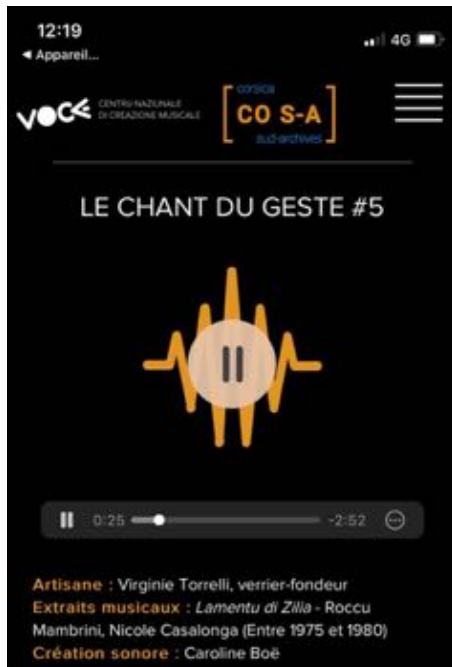 12:19
4G
◄ Appareil...
VOCE CENTRU NAZIUNALE
DI CREAZIONE MUSICALE
corsica
CO S-A
sud-archives
LE CHANT DU GESTE #5
0:25 -2:52
Artisane : Virginie Torrelli, verrier-fondeur
Extraits musicaux : Lamentu di Zilia - Roccu
Mambrini, Nicole Casalonga (Entre 1975 et 1980)
Création sonore : Caroline Boë